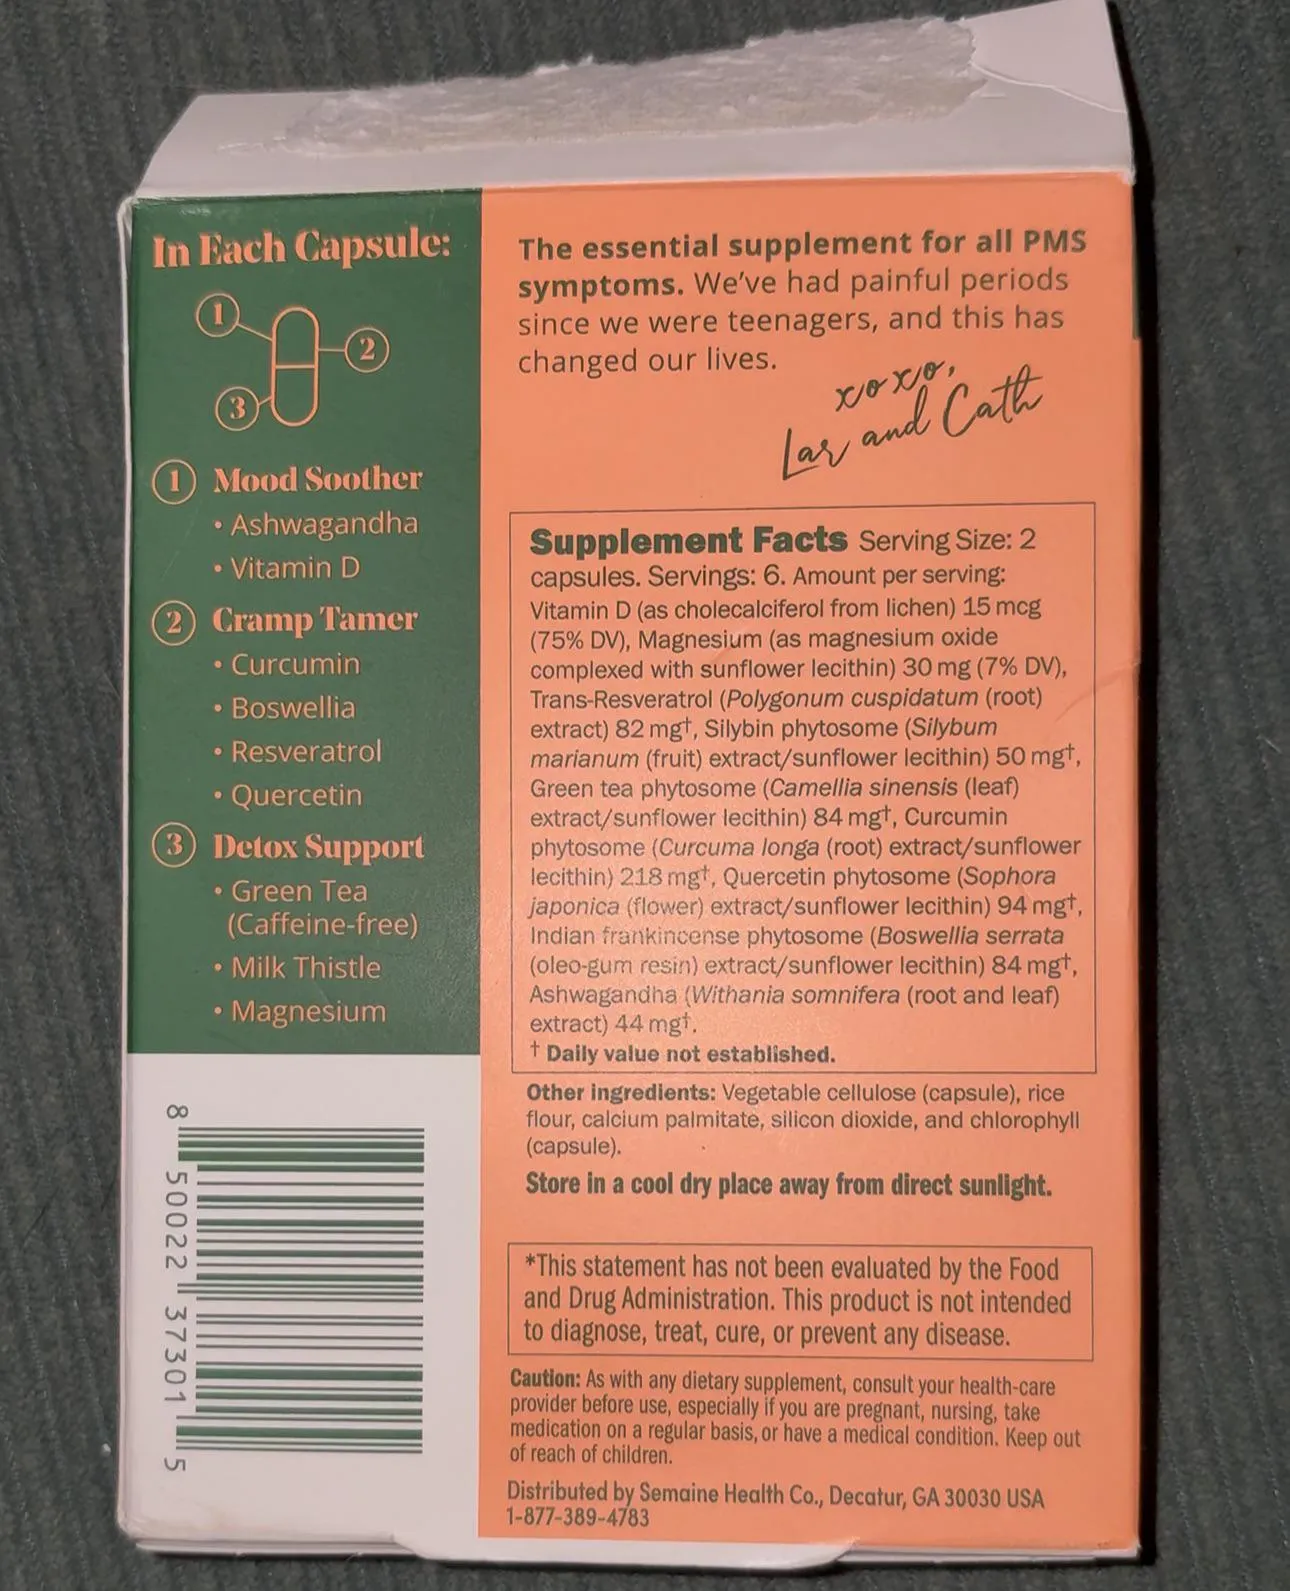 In Each Capsule:
1
2
3
1 Mood Soother
• Ashwagandha
• Vitamin D
2 Cramp Tamer
• Curcumin
• Boswellia
• Resveratrol
• Quercetin
3 Detox Support
• Green Tea
(Caffeine-free)
• Milk Thistle
• Magnesium
8 50022 37301 5
The essential supplement for all PMS
symptoms. We've had painful periods
since we were teenagers, and this has
changed our lives.
xoxo,
Lar and Cath
Supplement Facts Serving Size: 2
capsules. Servings: 6. Amount per serving:
Vitamin D (as cholecalciferol from lichen) 15 mcg
(75% DV), Magnesium (as magnesium oxide
complexed with sunflower lecithin) 30 mg (7% DV),
Trans-Resveratrol (Polygonum cuspidatum (root)
extract) 82 mg†, Silybin phytosome (Silybum
marianum (fruit) extract/sunflower lecithin) 50 mg†,
Green tea phytosome (Camellia sinensis (leaf)
extract/sunflower lecithin) 84 mg†, Curcumin
phytosome (Curcuma longa (root) extract/sunflower
lecithin) 218 mg†, Quercetin phytosome (Sophora
japonica (flower) extract/sunflower lecithin) 94 mg†,
Indian frankincense phytosome (Boswellia serrata
(oleo-gum resin) extract/sunflower lecithin) 84 mg†,
Ashwagandha (Withania somnifera (root and leaf)
extract) 44 mg†.
† Daily value not established.
Other ingredients: Vegetable cellulose (capsule), rice
flour, calcium palmitate, silicon dioxide, and chlorophyll
(capsule).
Store in a cool dry place away from direct sunlight.
*This statement has not been evaluated by the Food
and Drug Administration. This product is not intended
to diagnose, treat, cure, or prevent any disease.
Caution: As with any dietary supplement, consult your health-care
provider before use, especially if you are pregnant, nursing, take
medication on a regular basis, or have a medical condition. Keep out
of reach of children.
Distributed by Semaine Health Co., Decatur, GA 30030 USA
1-877-389-4783